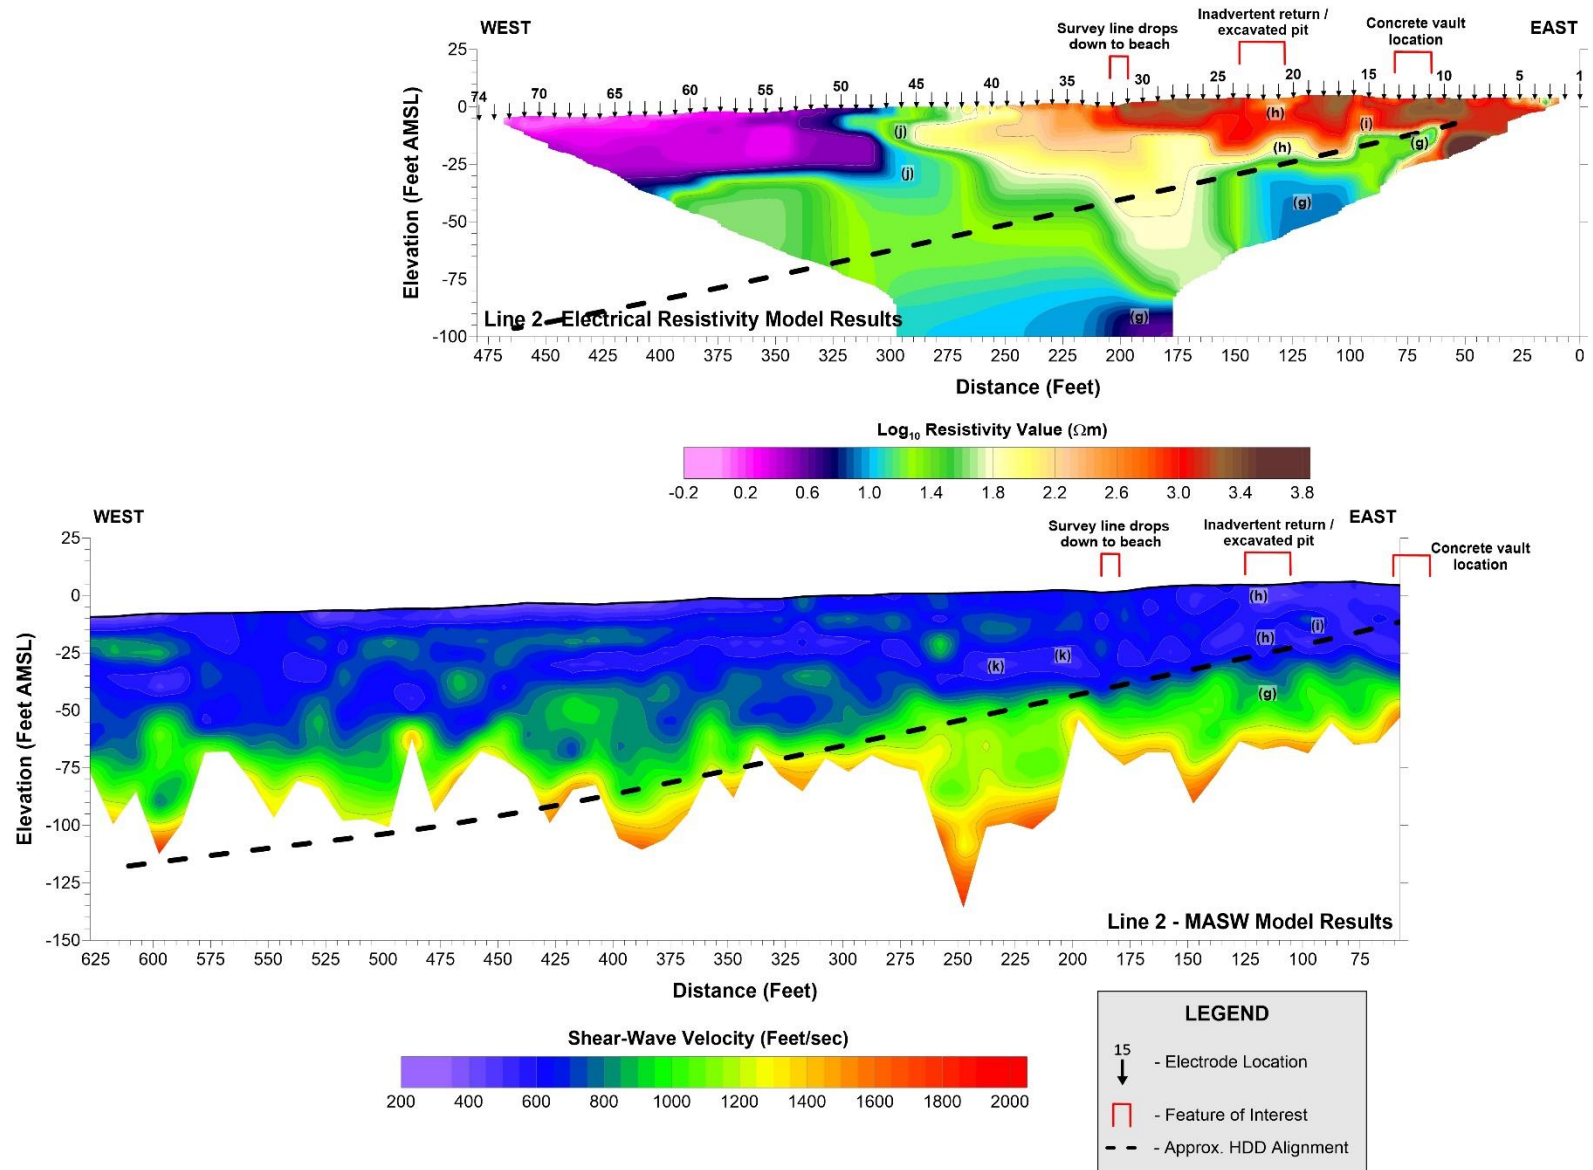 WEST
Survey line drops
down to beach
Inadvertent return /
excavated pit
Concrete vault
location
EAST
74 70 65 60 55 50 45 40 35 30 25 20 15 10 5 1
Elevation (Feet AMSL)
25
0
-25
-50
-75
-100
(h)
(i)
(j)
(h)
(g)
(j)
(g)
(g)
Line 2 - Electrical Resistivity Model Results
475 450 425 400 375 350 325 300 275 250 225 200 175 150 125 100 75 50 25 0
Distance (Feet)
Log₁₀ Resistivity Value (Ωm)
-0.2 0.2 0.6 1.0 1.4 1.8 2.2 2.6 3.0 3.4 3.8
WEST
Survey line drops
down to beach
Inadvertent return /
excavated pit
EAST
Concrete vault
location
Elevation (Feet AMSL)
25
0
-25
-50
-75
-100
-125
-150
(h)
(i)
(h)
(k)
(k)
(g)
Line 2 - MASW Model Results
625 600 575 550 525 500 475 450 425 400 375 350 325 300 275 250 225 200 175 150 125 100 75
Distance (Feet)
Shear-Wave Velocity (Feet/sec)
200 400 600 800 1000 1200 1400 1600 1800 2000
LEGEND
15
- Electrode Location
- Feature of Interest
- Approx. HDD Alignment